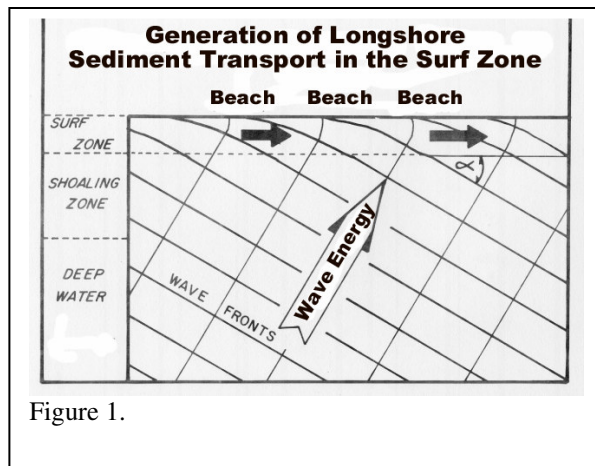 Generation of Longshore
Sediment Transport in the Surf Zone
Beach Beach Beach
SURF
ZONE
SHOALING
ZONE
DEEP
WATER
α
Wave Energy
WAVE FRONTS
Figure 1.